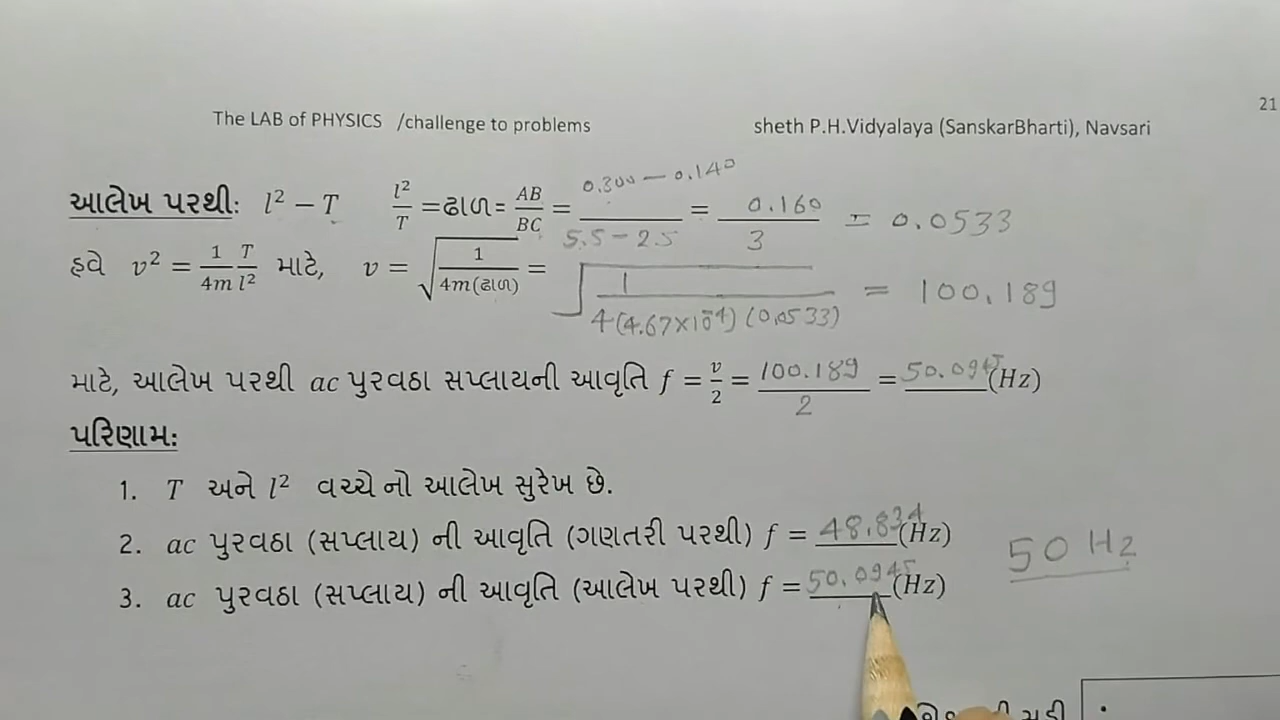 21
The LAB of PHYSICS /challenge to problems sheth P.H.Vidyalaya (SanskarBharti), Navsari
આલેખ પરથી: l² − T l²/T = ઢાળ = AB/BC = (0.300 − 0.140)/(5.5 − 2.5) = 0.160/3 = 0.0533
હવે v² = 1/4m T/l² માટે, v = √(1/4m(ઢાળ)) = √(1/4(4.67×10⁻⁴)(0.0533)) = 100.189
માટે, આલેખ પરથી ac પુરવઠા સપ્લાયની આવૃતિ f = v/2 = 100.189/2 = 50.0945 (Hz)
પરિણામ:
1. T અને l² વચ્ચે નો આલેખ સુરેખ છે.
2. ac પુરવઠા (સપ્લાય) ની આવૃતિ (ગણતરી પરથી) f = 48.834 (Hz)
50 Hz
3. ac પુરવઠા (સપ્લાય) ની આવૃતિ (આલેખ પરથી) f = 50.0945 (Hz)